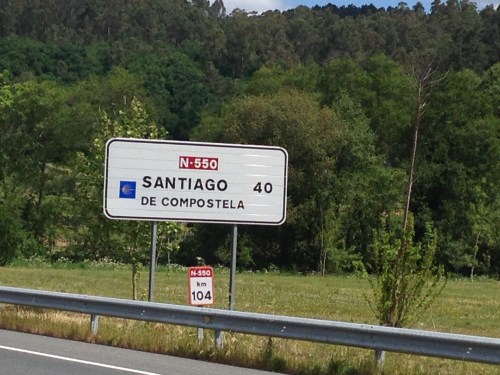 N-550
SANTIAGO 40
DE COMPOSTELA
N-550
km
104